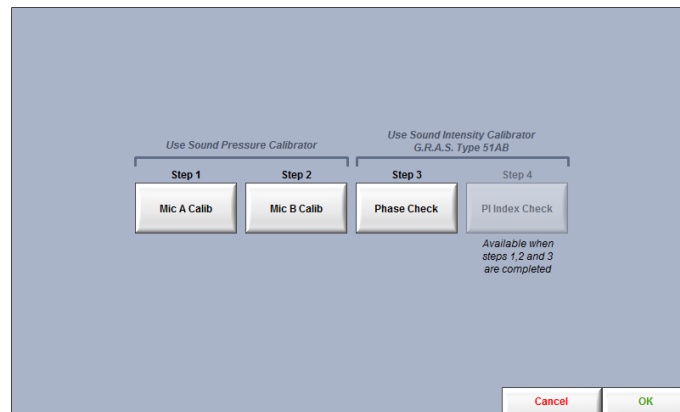 Use Sound Pressure Calibrator
Use Sound Intensity Calibrator
G.R.A.S. Type 51AB
Step 1
Step 2
Step 3
Step 4
Mic A Calib
Mic B Calib
Phase Check
PI Index Check
Available when
steps 1,2 and 3
are completed
Cancel
OK